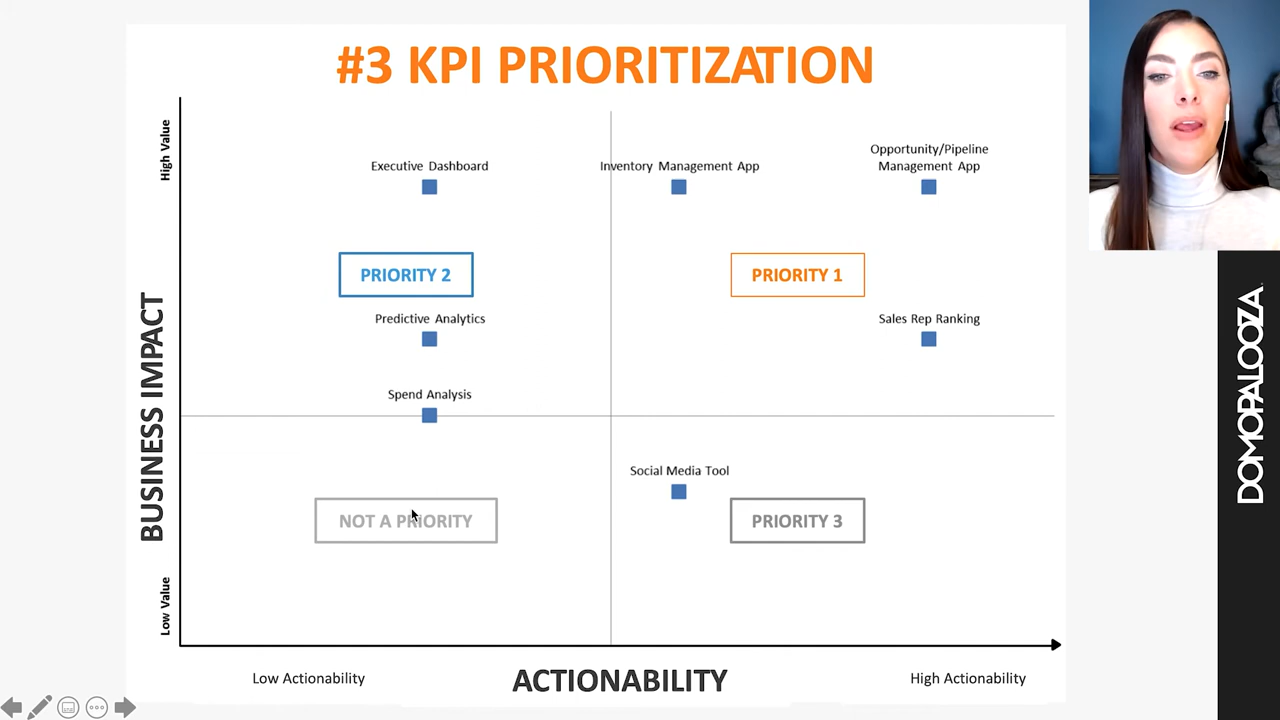 #3 KPI PRIORITIZATION
High Value
Executive Dashboard
Inventory Management App
Opportunity/Pipeline
Management App
PRIORITY 2
PRIORITY 1
Predictive Analytics
Sales Rep Ranking
Spend Analysis
BUSINESS IMPACT
Social Media Tool
NOT A PRIORITY
PRIORITY 3
Low Value
Low Actionability
ACTIONABILITY
High Actionability
DOMOPALOOZA